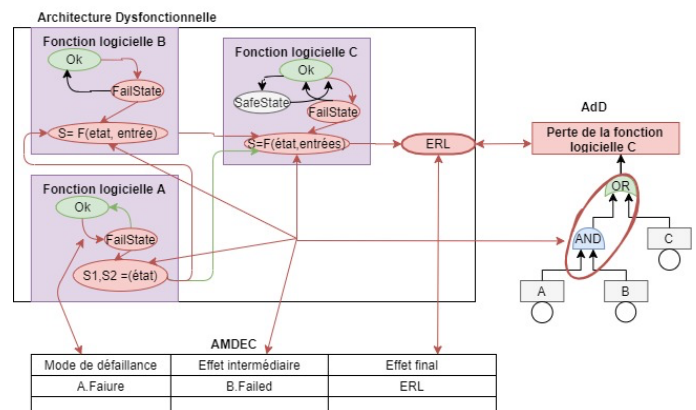 Architecture Dysfonctionnelle
Fonction logicielle B
Ok
FailState
S= F(etat, entrée)
Fonction logicielle C
Ok
SafeState
FailState
S=F(état,entrées)
ERL
Fonction logicielle A
Ok
FailState
S1,S2 =(état)
AdD
Perte de la fonction
logicielle C
OR
AND
C
A
B
AMDEC
Mode de défaillance
Effet intermédiaire
Effet final
A.Faiure
B.Failed
ERL